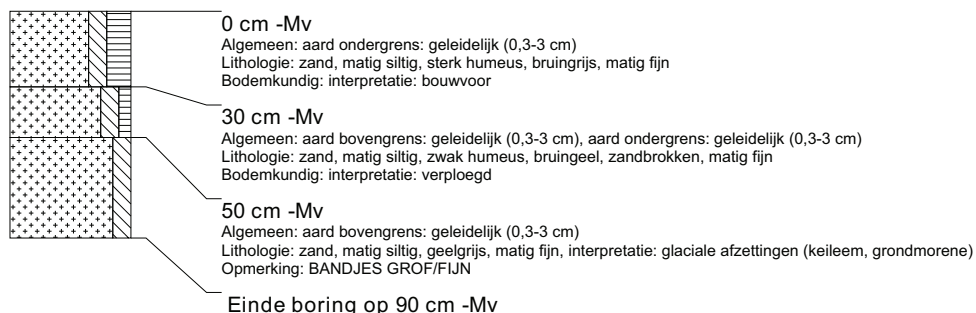 0 cm -Mv
Algemeen: aard ondergrens: geleidelijk (0,3-3 cm)
Lithologie: zand, matig siltig, sterk humeus, bruingrijs, matig fijn
Bodemkundig: interpretatie: bouwvoor
30 cm -Mv
Algemeen: aard bovengrens: geleidelijk (0,3-3 cm), aard ondergrens: geleidelijk (0,3-3 cm)
Lithologie: zand, matig siltig, zwak humeus, bruingeel, zandbrokken, matig fijn
Bodemkundig: interpretatie: verploegd
50 cm -Mv
Algemeen: aard bovengrens: geleidelijk (0,3-3 cm)
Lithologie: zand, matig siltig, geelgrijs, matig fijn, interpretatie: glaciale afzettingen (keileem, grondmorene)
Opmerking: BANDJES GROF/FIJN
Einde boring op 90 cm -Mv